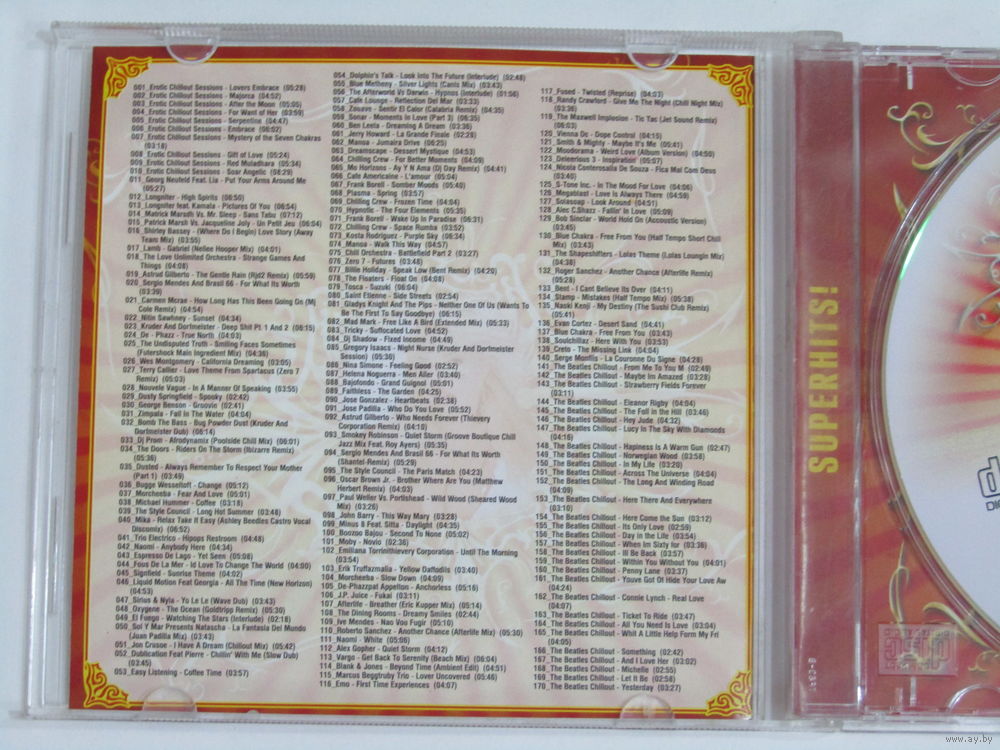 001_Erotic Chillout Sessions - Lovers Embrace (05:28)
002_Erotic Chillout Sessions - Majorea (04:52)
003_Erotic Chillout Sessions - After the Moon (05:05)
004_Erotic Chillout Sessions - For Want of Her (03:59)
005_Erotic Chillout Sessions - Serpentine (04:47)
006_Erotic Chillout Sessions - Embrace (06:02)
007_Erotic Chillout Sessions - Mystery of the Seven Chakras
(03:18)
008_Erotic Chillout Sessions - Gift of Love (05:24)
009_Erotic Chillout Sessions - Red Muladhara (05:34)
010_Erotic Chillout Sessions - Soar Angelic (08:29)
011_Georg Neufeld Feat. Lia - Put Your Arms Around Me
(05:27)
012_Longniter - High Spirits (06:50)
013_Longniter feat. Kamala - Pictures Of You (06:54)
014_Matrick Maradh Vs. Mr. Sleep - Sans Tabu (07:12)
015_Patrick Marsh Vs. Jacqueline Joly - Un Petit Jeu (06:04)
016_Shirley Bassey - (Where Do I Begin) Love Story (Away
Team Mix) (03:55)
017_Lamb - Gabriel (Nellee Hooper Mix) (04:01)
018_The Love Unlimited Orchestra - Strange Games And
Things (04:08)
019_Astrud Gilberto - The Gentle Rain (Rjd2 Remix) (05:59)
020_Sergio Mendes And Brasil 66 - For What Its Worth
(03:39)
021_Carmen Mcrae - How Long Has This Been Going On (Mj
Cole Remix) (04:54)
022_Nitin Sawhney - Sunset (04:34)
023_Kruder And Dorfmeister - Deep Shit Pt. 1 And 2 (06:15)
024_De - Phazz - True North (04:03)
025_The Undisputed Truth - Smiling Faces Sometimes
(Futershock Main Ingredient Mix) (04:36)
026_Wes Montgomery - California Dreaming (03:05)
027_Terry Callier - Love Theme From Spartacus (Zero 7
Remix) (05:03)
028_Nouvele Vague - In A Manner Of Speaking (03:55)
029_Dusty Springfield - Spooky (02:42)
030_George Benson - Groovin (02:41)
031_Zimpala - Fall In The Water (04:04)
032_Bomb The Bass - Bug Powder Dust (Kruder And
Dorfmeister Dub) (06:14)
033_Dj Prom - Afrodynamix (Poolside Chill Mix) (06:01)
034_The Doors - Riders On The Storm (Ibizarre Remix)
(05:36)
035_Dusted - Always Remember To Respect Your Mother
(Part 1) (03:49)
036_Bugge Wesseltoft - Change (05:12)
037_Morcheeba - Fear And Love (05:01)
038_Michael Hummer - Coffee (03:18)
039_The Style Council - Long Hot Summer (03:48)
040_Mika - Relax Take It Easy (Ashley Beedles Castro Vocal
Discomix) (06:52)
041_Trio Electrics - Hipops Restroom (04:48)
042_Naomi - Anybody Here (04:34)
043_Espresso De Lago - Yet Seen (05:08)
044_Fous De La Mer - Id Love To Change The World (04:00)
045_Signfield - Sunrise Theme (04:02)
046_Liquid Motion Feat Georgia - All The Time (New Horizon)
(04:53)
047_Sirius & Nyla - Yo Le Le (Wave Dub) (03:43)
048_Oxygene - The Ocean (Goldtripp Remix) (05:30)
049_El Fuego - Watching The Stars (Interlude) (02:18)
050_Sol Y Mar Presents Natascha - La Fantasia Del Mundo
(Juan Padilla Mix) (03:43)
051_Jon Crusoe - I Have A Dream (Chillout Mix) (05:42)
052_Dublication Feat Pierre - Chillin' With Me (Slow Dub)
(03:45)
053_Easy Listening - Coffee Time (03:57)
054_Dolphin's Talk - Look Into The Future (Interlude) (02:48)
055_Blue Metheny - Silver Lights (Canis Mix) (03:43)
056_The Afterworld Vs Darwin - Hypnos (Interlude) (01:56)
057_Cafe Lounge - Reflection Del Mar (03:33)
058_Zouave - Sentir El Calor (Calabria Remix) (04:35)
059_Sonar - Moments In Love (Part 3) (06:35)
060_Ben Leeta - Dreaming A Dream (03:36)
061_Jerry Howard - La Grande Finale (02:29)
062_Mansa - Jumaira Drive (06:25)
063_Dreamscape - Dessert Mystique (04:53)
064_Chilling Crew - For Better Moments (04:09)
065_Mo Horizons - Ay Y N Ama (Dj Day Remix) (04:41)
066_Cafe Americaine - L'amour (05:04)
067_Frank Borell - Somber Moods (05:40)
068_Plasma - Spring (03:57)
069_Chilling Crew - Frozen Time (04:04)
070_Hypnotic - The Four Elements (05:35)
071_Frank Borell - Wake Up In Paradise (06:31)
072_Chilling Crew - Space Rumba (03:52)
073_Kosta Rodriguez - Purple Sky (06:34)
074_Mansa - Walk This Way (04:57)
075_Chill Orchestra - Battlefield Part 2 (03:27)
076_Zero 7 - Futures (03:48)
077_Billie Holiday - Speak Low (Bent Remix) (04:20)
078_The Floaters - Float On (04:08)
079_Tosca - Suzuki (06:04)
080_Saint Etienne - Side Streets (02:54)
081_Gladys Knight And The Pips - Neither One Of Us (Wants To
Be The First To Say Goodbye) (06:15)
082_Mad Mark - Free Like A Bird (Extended Mix) (05:33)
083_Tricky - Suffocated Love (04:52)
084_Dj Shadow - Fixed Income (04:49)
085_Gregory Isaacs - Night Nurse (Kruder And Dorfmeister
Session) (05:30)
086_Nina Simone - Feeling Good (02:52)
087_Helena Noguerra - Men Aller (03:40)
088_Bajofondo - Grand Guignol (05:01)
089_Faithless - The Garden (04:25)
090_Jose Gonzalez - Heartbeats (02:38)
091_Jose Padilla - Who Do You Love (05:52)
092_Astrud Gilberto - Who Needs Forever (Thievery
Corporation Remix) (04:10)
093_Smokey Robinson - Quiet Storm (Groove Boutique Chill
Jazz Mix Feat. Roy Ayers) (05:35)
094_Sergio Mendes And Brasil 66 - For What Its Worth
(Shantel-Remix) (05:29)
095_The Style Council - The Paris Match (04:23)
096_Oscar Brown Jr. - Brother Where Are You (Matthew
Herbert Remix) (04:03)
097_Paul Weller Vs. Portishead - Wild Wood (Sheared Wood
Mix) (03:26)
098_John Barry - This Way Mary (03:28)
099_Minus 8 Feat. Sitta - Daylight (04:35)
100_Boozoo Bajou - Second To None (05:02)
101_Moby - Novio (02:36)
102_Emiliana Torrinithievery Corporation - Until The Morning
(03:54)
103_Erik Truffazmalia - Yellow Daffodils (03:40)
104_Morcheeba - Slow Down (04:09)
105_De-Phazzpat Appelton - Anchorless (05:16)
106_J.P. Juice - Fukai (03:11)
107_Afterlife - Breather (Eric Kupper Mix) (05:14)
108_The Dining Rooms - Dreamy Smiles (02:44)
109_Ive Mendes - Nao Vou Fugir (05:10)
110_Roberto Sanchez - Another Chance (Afterlife Mix) (05:30)
111_Naomi - White (05:06)
112_Alex Gopher - Quiet Storm (04:12)
113_Vargo - Get Back To Serenity (Beach Mix) (06:04)
114_Blank & Jones - Beyond Time (Ambient Edit) (04:51)
115_Marcus Beggtruby Trio - Lover Uncovered (05:46)
116_Emo - First Time Experiences (04:07)
117_Fused - Twisted (Reprise) (04:03)
118_Randy Crawford - Give Me The Night (Chill Night Mix)
(03:36)
119_The Maxwell Implosion - Tic Tac (Jet Sound Remix)
(06:03)
120_Vienna De - Dope Control (04:15)
121_Smith & Mighty - Maybe It's Me (05:41)
122_Moodorama - Weird Love (Album Version) (04:50)
123_Deleerious 3 - Inspiration (05:07)
124_Nicola Conterosalia De Souza - Fica Mal Com Deus
(03:40)
125_S-Tone Inc. - In The Mood For Love (04:06)
126_Megablast - Love Is Always There (04:59)
127_Solassap - Look Around (04:51)
128_Alec C.Shazz - Fallin' In Love (05:09)
129_Bob Sinclar - World Hold On (Accoustic Version)
(03:45)
130_Blue Chakra - Free From You (Half Tempo Short Chill
Mix) (03:43)
131_The Shapeshifters - Lolas Theme (Lolas Loungin Mix)
(04:38)
132_Roger Sanchez - Another Chance (Afterlife Remix)
(05:28)
133_Bent - I Cant Believe Its Over (04:11)
134_Stamp - Mistakes (Half Tempo Mix) (05:38)
135_Naski Kenji - My Destiny (The Sushi Club Remix)
(05:41)
136_Evan Cortez - Desert Sand (04:41)
137_Blue Chakra - Free From You (03:43)
138_Soulchillaz - Here With You (03:53)
139_Creto - The Missing Link (04:04)
140_Serge Monflis - La Couronne Du Signe (04:28)
141_The Beatles Chillout - From Me To You M (02:49)
142_The Beatles Chillout - Maybe Im Amazed (03:28)
143_The Beatles Chillout - Strawberry Fields Forever
(03:11)
144_The Beatles Chillout - Eleanor Rigby (04:04)
145_The Beatles Chillout - The Foll in the Hill (03:46)
146_The Beatles Chillout - Hey Jude (04:32)
147_The Beatles Chillout - Lucy In The Sky With Diamonds
(04:16)
148_The Beatles Chillout - Hapiness Is A Warm Gun (02:47)
149_The Beatles Chillout - Norwegian Wood (03:58)
150_The Beatles Chillout - In My Life (03:20)
151_The Beatles Chillout - Across The Universe (04:04)
152_The Beatles Chillout - The Long And Winding Road
(04:09)
153_The Beatles Chillout - Here There And Everywhere
(03:10)
154_The Beatles Chillout - Here Come the Sun (03:12)
155_The Beatles Chillout - Its Only Love (02:59)
156_The Beatles Chillout - Day in the Life (03:54)
157_The Beatles Chillout - When Im Sixty for (03:36)
158_The Beatles Chillout - Ill Be Back (03:57)
159_The Beatles Chillout - Within You Without You (04:01)
160_The Beatles Chillout - Penny Lane (03:37)
161_The Beatles Chillout - Youve Got Of Hide Your Love Aw
(04:24)
162_The Beatles Chillout - Connie Lynch - Real Love
(04:07)
163_The Beatles Chillout - Ticket To Ride (03:47)
164_The Beatles Chillout - All You Need Is Love (03:04)
165_The Beatles Chillout - Whit A Little Help Form My Fri
(04:05)
166_The Beatles Chillout - Something (02:42)
167_The Beatles Chillout - And I Love Her (03:02)
168_The Beatles Chillout - Michelle (02:55)
169_The Beatles Chillout - Let It Be (02:58)
170_The Beatles Chillout - Yesterday (03:27)
SUPERHITS!
www.ay.by